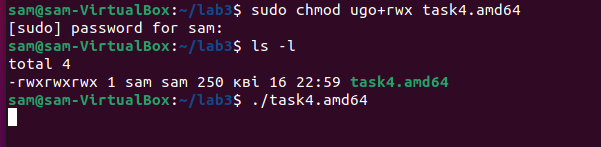 sam@sam-VirtualBox:~/lab3$ sudo chmod ugo+rwx task4.amd64
[sudo] password for sam:
sam@sam-VirtualBox:~/lab3$ ls -l
total 4
-rwxrwxrwx 1 sam sam 250 кві 16 22:59 task4.amd64
sam@sam-VirtualBox:~/lab3$ ./task4.amd64